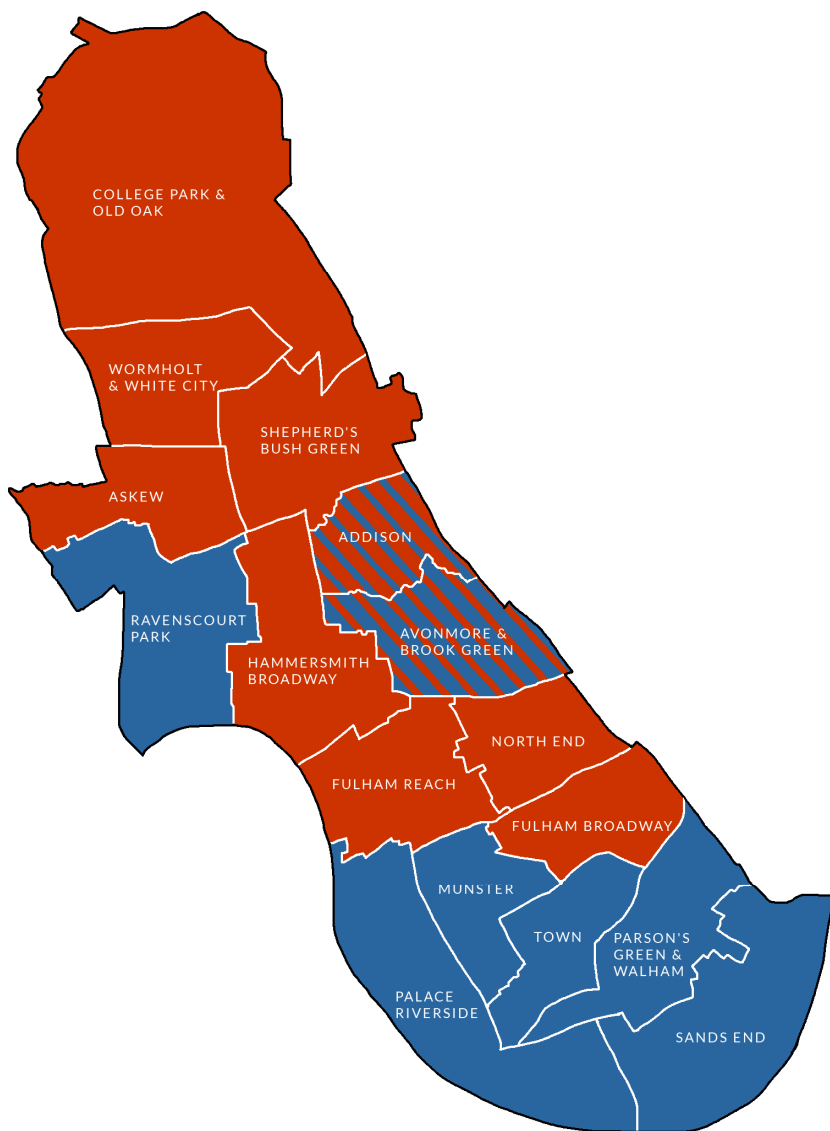 COLLEGE PARK &
OLD OAK
WORMHOLT
& WHITE CITY
SHEPHERD'S
BUSH GREEN
ASKEW
ADDISON
RAVENSCOURT
PARK
AVONMORE &
BROOK GREEN
HAMMERSMITH
BROADWAY
NORTH END
FULHAM REACH
FULHAM BROADWAY
MUNSTER
TOWN
PARSON'S
GREEN &
WALHAM
PALACE
RIVERSIDE
SANDS END